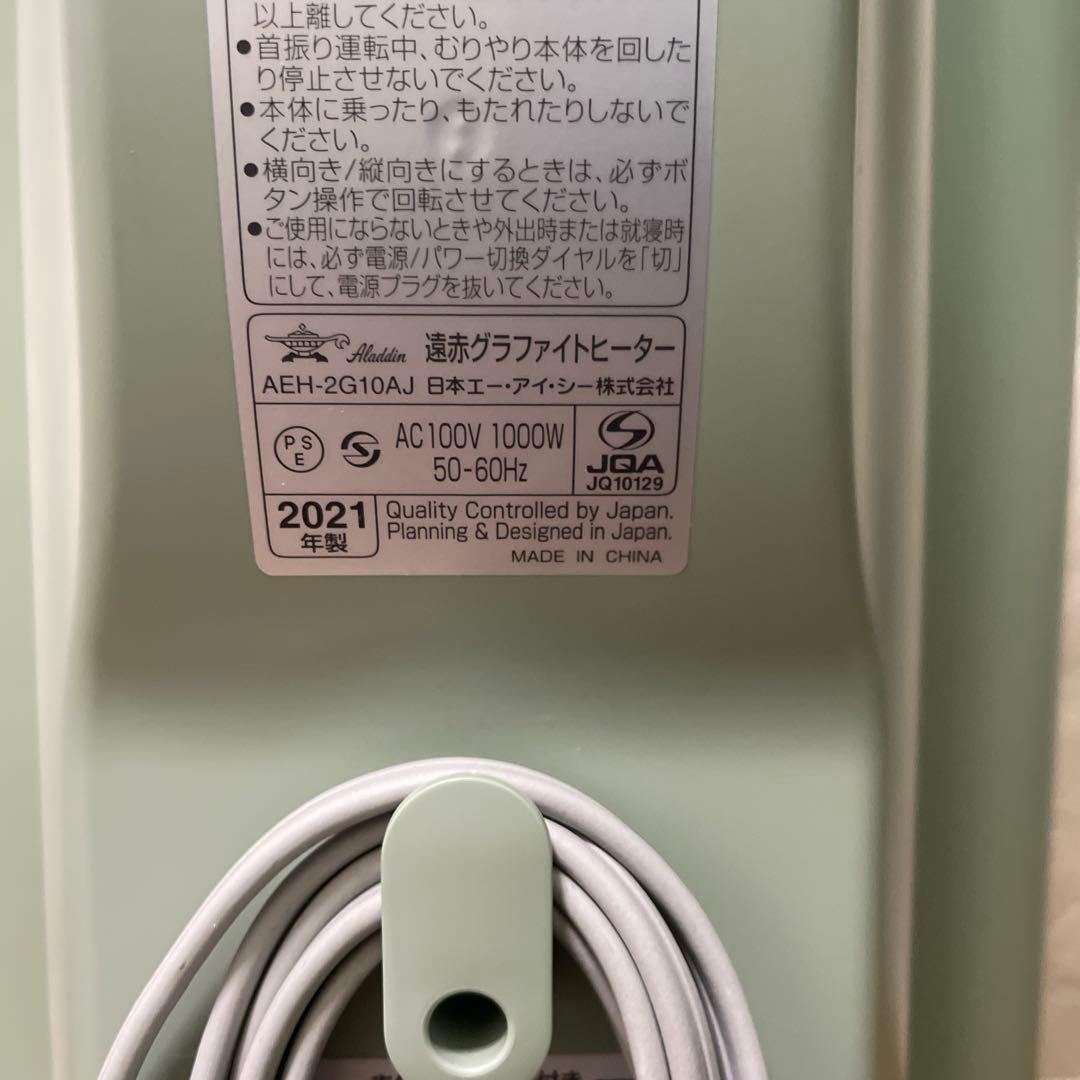 以上離してください。
●首振り運転中、むりやり本体を回した
り停止させないでください。
●本体に乗ったり、もたれたりしないで
ください。
●横向き/縦向きにするときは、必ずボ
タン操作で回転させてください。
●ご使用にならないときや外出時または就寝時
には、必ず電源/パワー切換ダイヤルを「切」
にして、電源プラグを抜いてください。
Aladdin 遠赤グラファイトヒーター
AEH-2G10AJ 日本エー・アイ・シー株式会社
PSE AC100V 1000W
50-60Hz
JQA
JQ10129
2021
年製
Quality Controlled by Japan.
Planning & Designed in Japan.
MADE IN CHINA